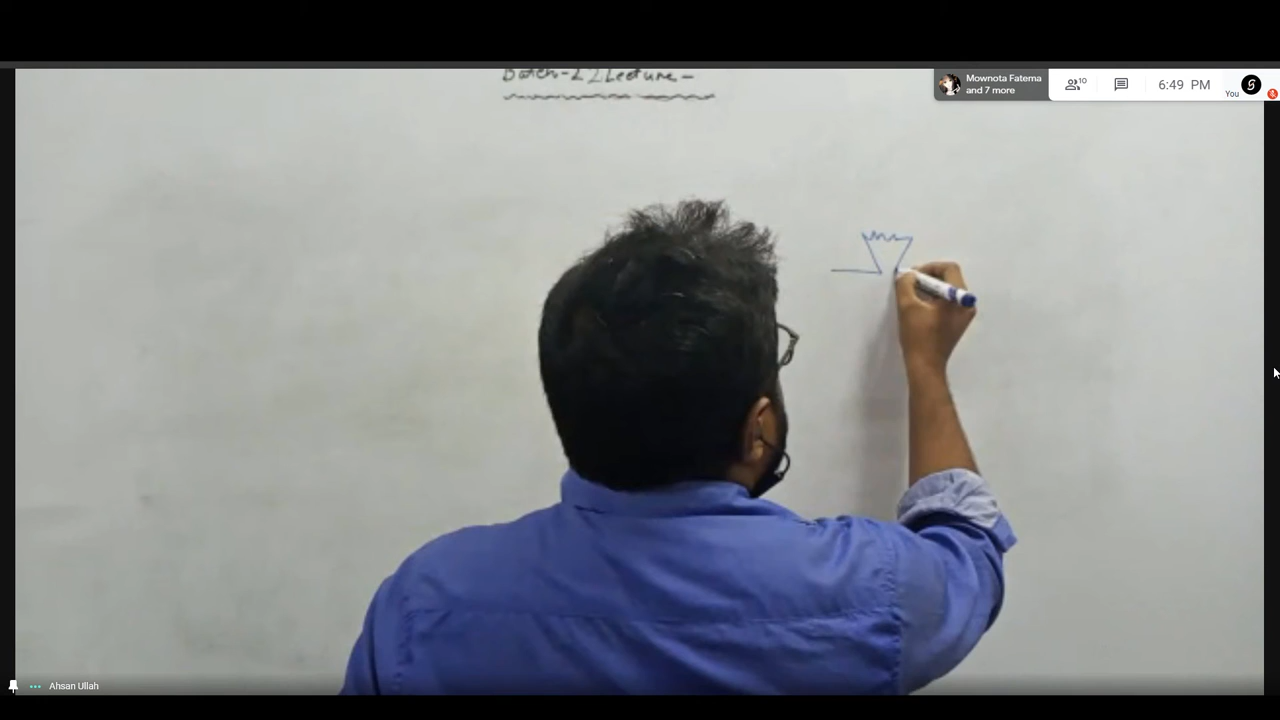 Batch-22 Lecture-
Mownota Fatema
and 7 more
10
6:49 PM
You
Ahsan Ullah